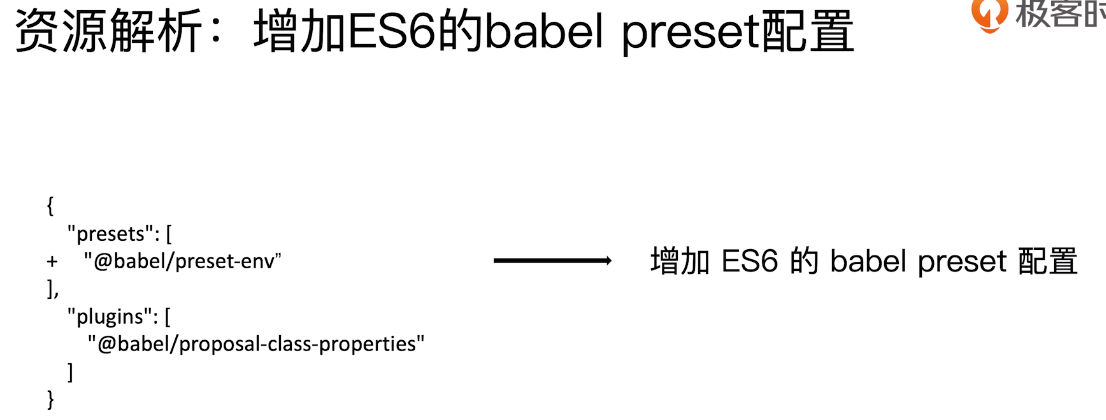 资源解析：增加ES6的babel preset配置
极客时
{
"presets": [
+ "@babel/preset-env”
],
"plugins": [
"@babel/proposal-class-properties"
]
}
增加 ES6 的 babel preset 配置